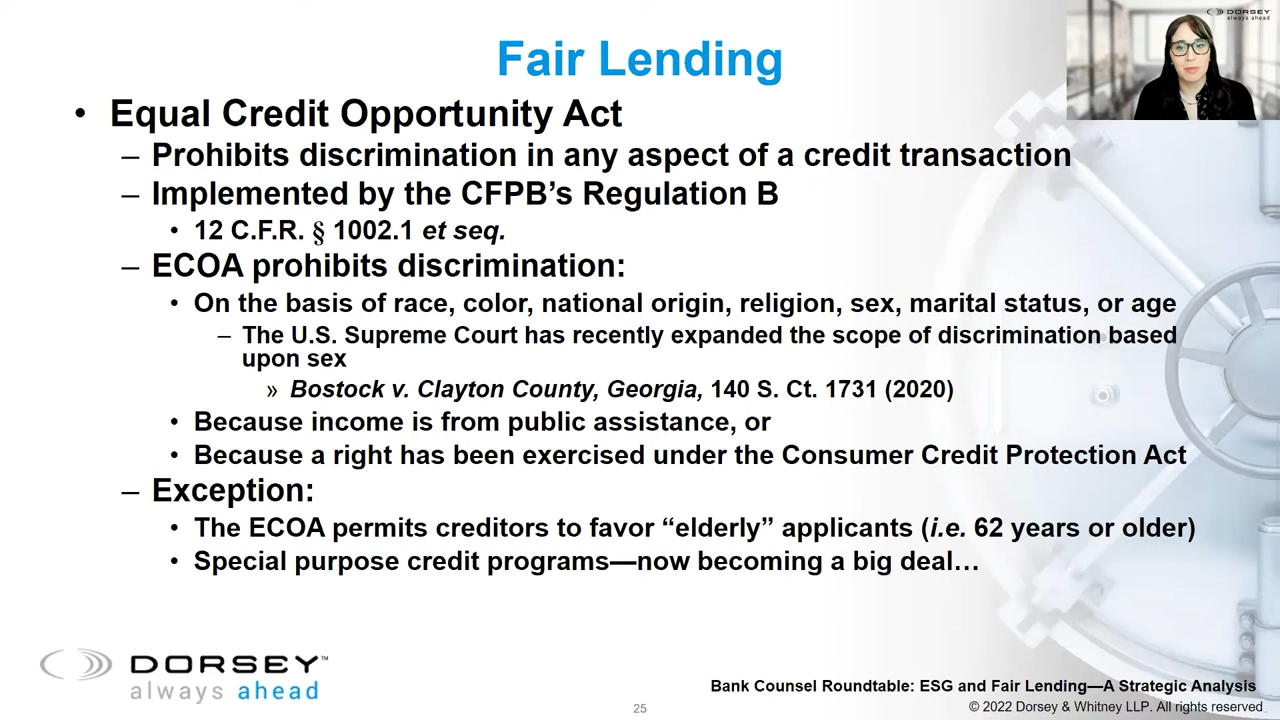 DORSEY
always ahead
Fair Lending
• Equal Credit Opportunity Act
– Prohibits discrimination in any aspect of a credit transaction
– Implemented by the CFPB’s Regulation B
• 12 C.F.R. § 1002.1 et seq.
– ECOA prohibits discrimination:
• On the basis of race, color, national origin, religion, sex, marital status, or age
– The U.S. Supreme Court has recently expanded the scope of discrimination based
upon sex
» Bostock v. Clayton County, Georgia, 140 S. Ct. 1731 (2020)
• Because income is from public assistance, or
• Because a right has been exercised under the Consumer Credit Protection Act
– Exception:
• The ECOA permits creditors to favor “elderly” applicants (i.e. 62 years or older)
• Special purpose credit programs—now becoming a big deal…
DORSEY™
always ahead
Bank Counsel Roundtable: ESG and Fair Lending—A Strategic Analysis
25
© 2022 Dorsey & Whitney LLP. All rights reserved.